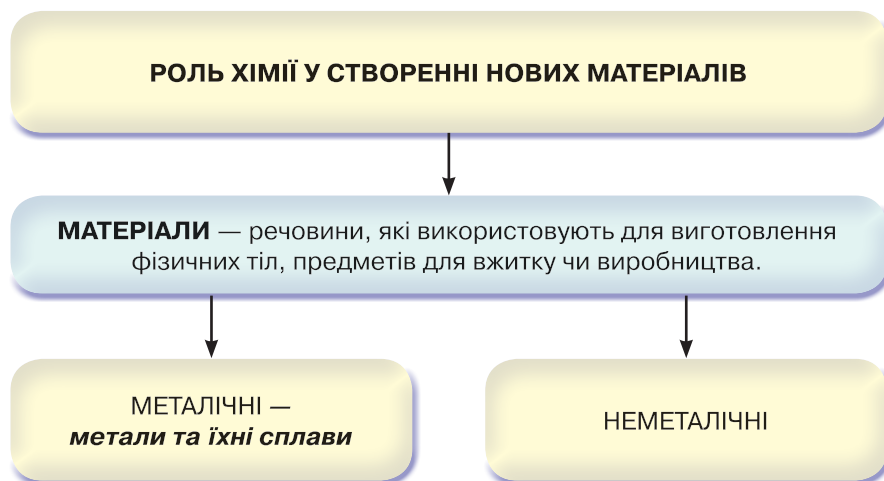 РОЛЬ ХІМІЇ У СТВОРЕННІ НОВИХ МАТЕРІАЛІВ
МАТЕРІАЛИ — речовини, які використовують для виготовлення
фізичних тіл, предметів для вжитку чи виробництва.
МЕТАЛІЧНІ —
метали та їхні сплави
НЕМЕТАЛІЧНІ